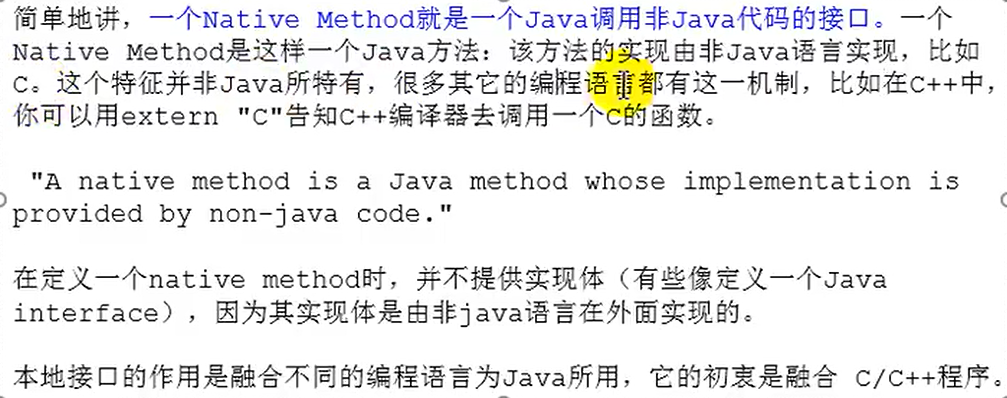 简单地讲，一个Native Method就是一个Java调用非Java代码的接口。一个
Native Method是这样一个Java方法：该方法的实现由非Java语言实现，比如
C。这个特征并非Java所特有，很多其它的编程语言都有这一机制，比如在C++中，
你可以用extern "C"告知C++编译器去调用一个C的函数。
"A native method is a Java method whose implementation is
provided by non-java code."
在定义一个native method时，并不提供实现体（有些像定义一个Java
interface），因为其实现体是由非java语言在外面实现的。
本地接口的作用是融合不同的编程语言为Java所用，它的初衷是融合 C/C++程序。